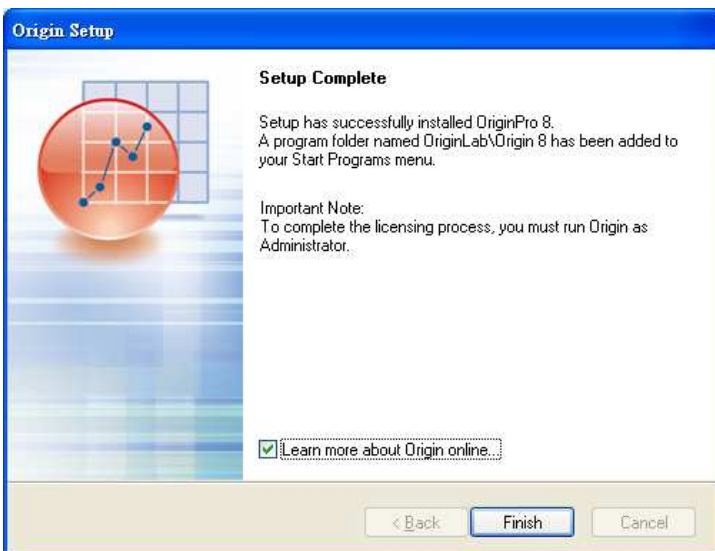 Origin Setup
Setup Complete
Setup has successfully installed OriginPro 8.
A program folder named OriginLab\Origin 8 has been added to
your Start Programs menu.
Important Note:
To complete the licensing process, you must run Origin as
Administrator.
Learn more about Origin online...
< Back
Finish
Cancel